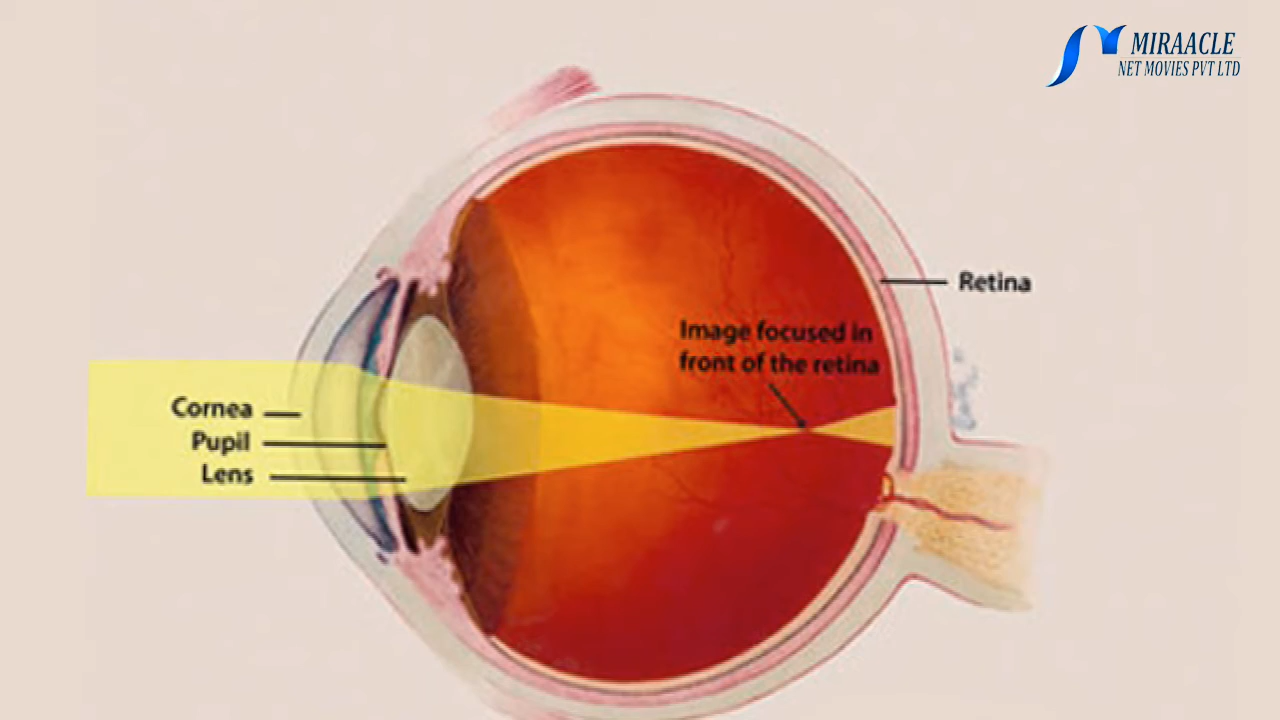 MIRAACLE
NET MOVIES PVT LTD
Retina
Image focused in
front of the retina
Cornea
Pupil
Lens